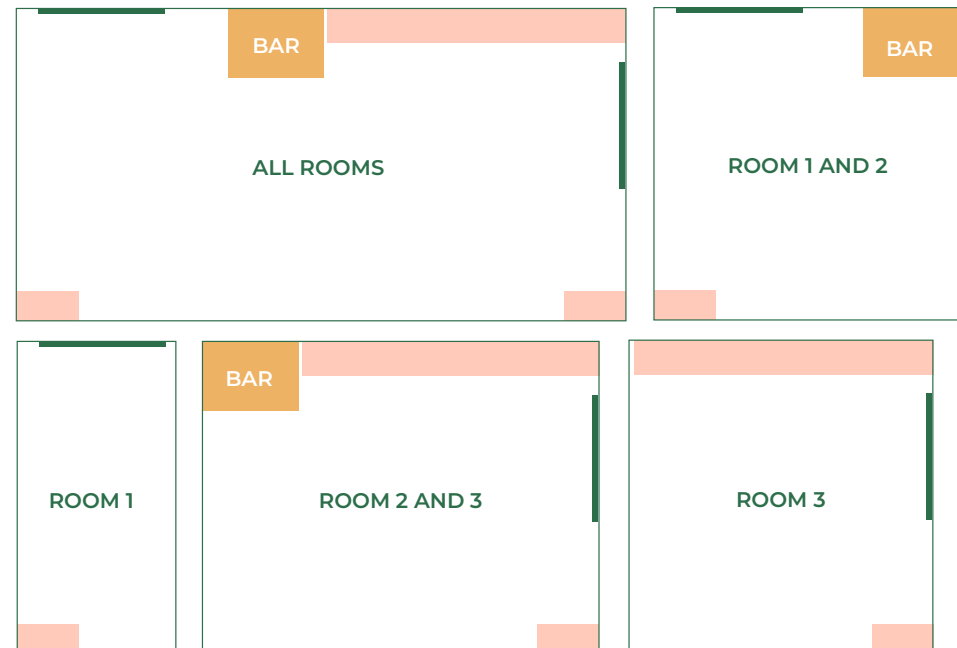 BAR
BAR
ALL ROOMS
ROOM 1 AND 2
BAR
ROOM 1
ROOM 2 AND 3
ROOM 3